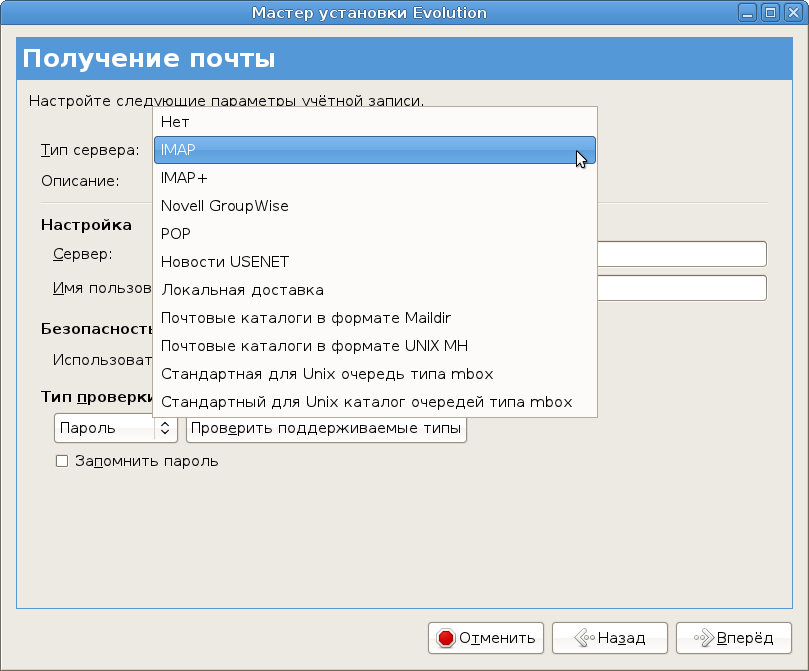 Мастер установки Evolution
Получение почты
Настройте следующие параметры учётной записи.
Тип сервера:
Нет
IMAP
IMAP+
Novell GroupWise
POP
Новости USENET
Локальная доставка
Почтовые каталоги в формате Maildir
Почтовые каталоги в формате UNIX MH
Стандартная для Unix очередь типа mbox
Стандартный для Unix каталог очередей типа mbox
Описание:
Настройка
Сервер:
Имя пользов
Безопасность
Использоват
Тип проверки
Пароль
Проверить поддерживаемые типы
Запомнить пароль
Отменить
Назад
Вперёд